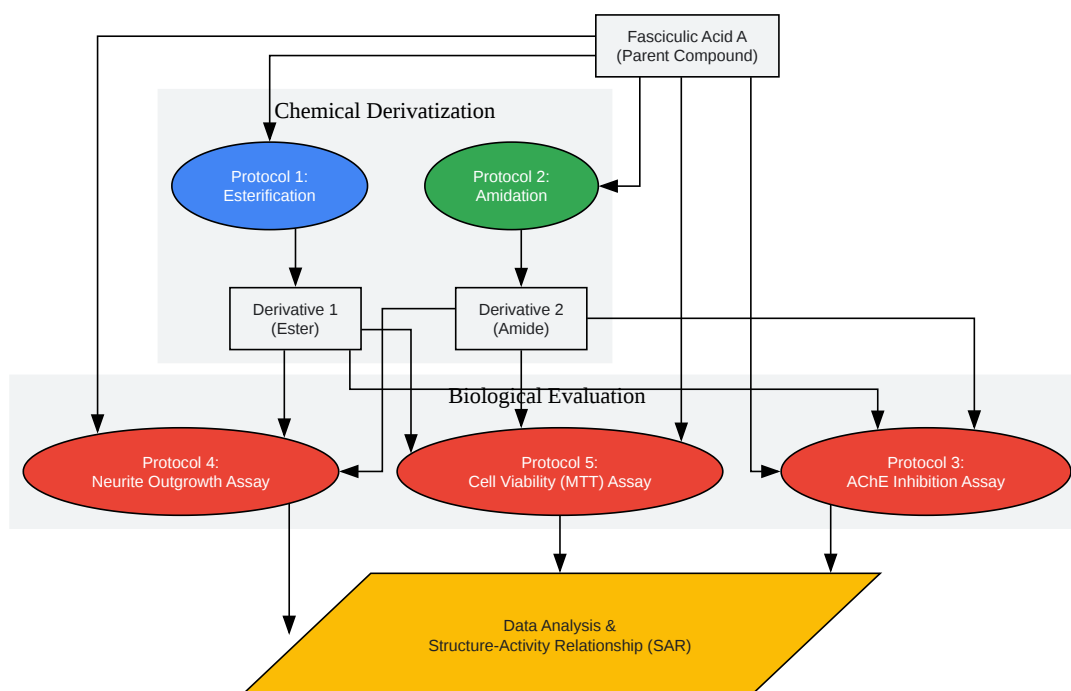 Fasciculic Acid A
(Parent Compound)
Chemical Derivatization
Protocol 1:
Esterification
Protocol 2:
Amidation
Derivative 1
(Ester)
Derivative 2
(Amide)
Biological Evaluation
Protocol 4:
Neurite Outgrowth Assay
Protocol 5:
Cell Viability (MTT) Assay
Protocol 3:
AChE Inhibition Assay
Data Analysis &
Structure-Activity Relationship (SAR)